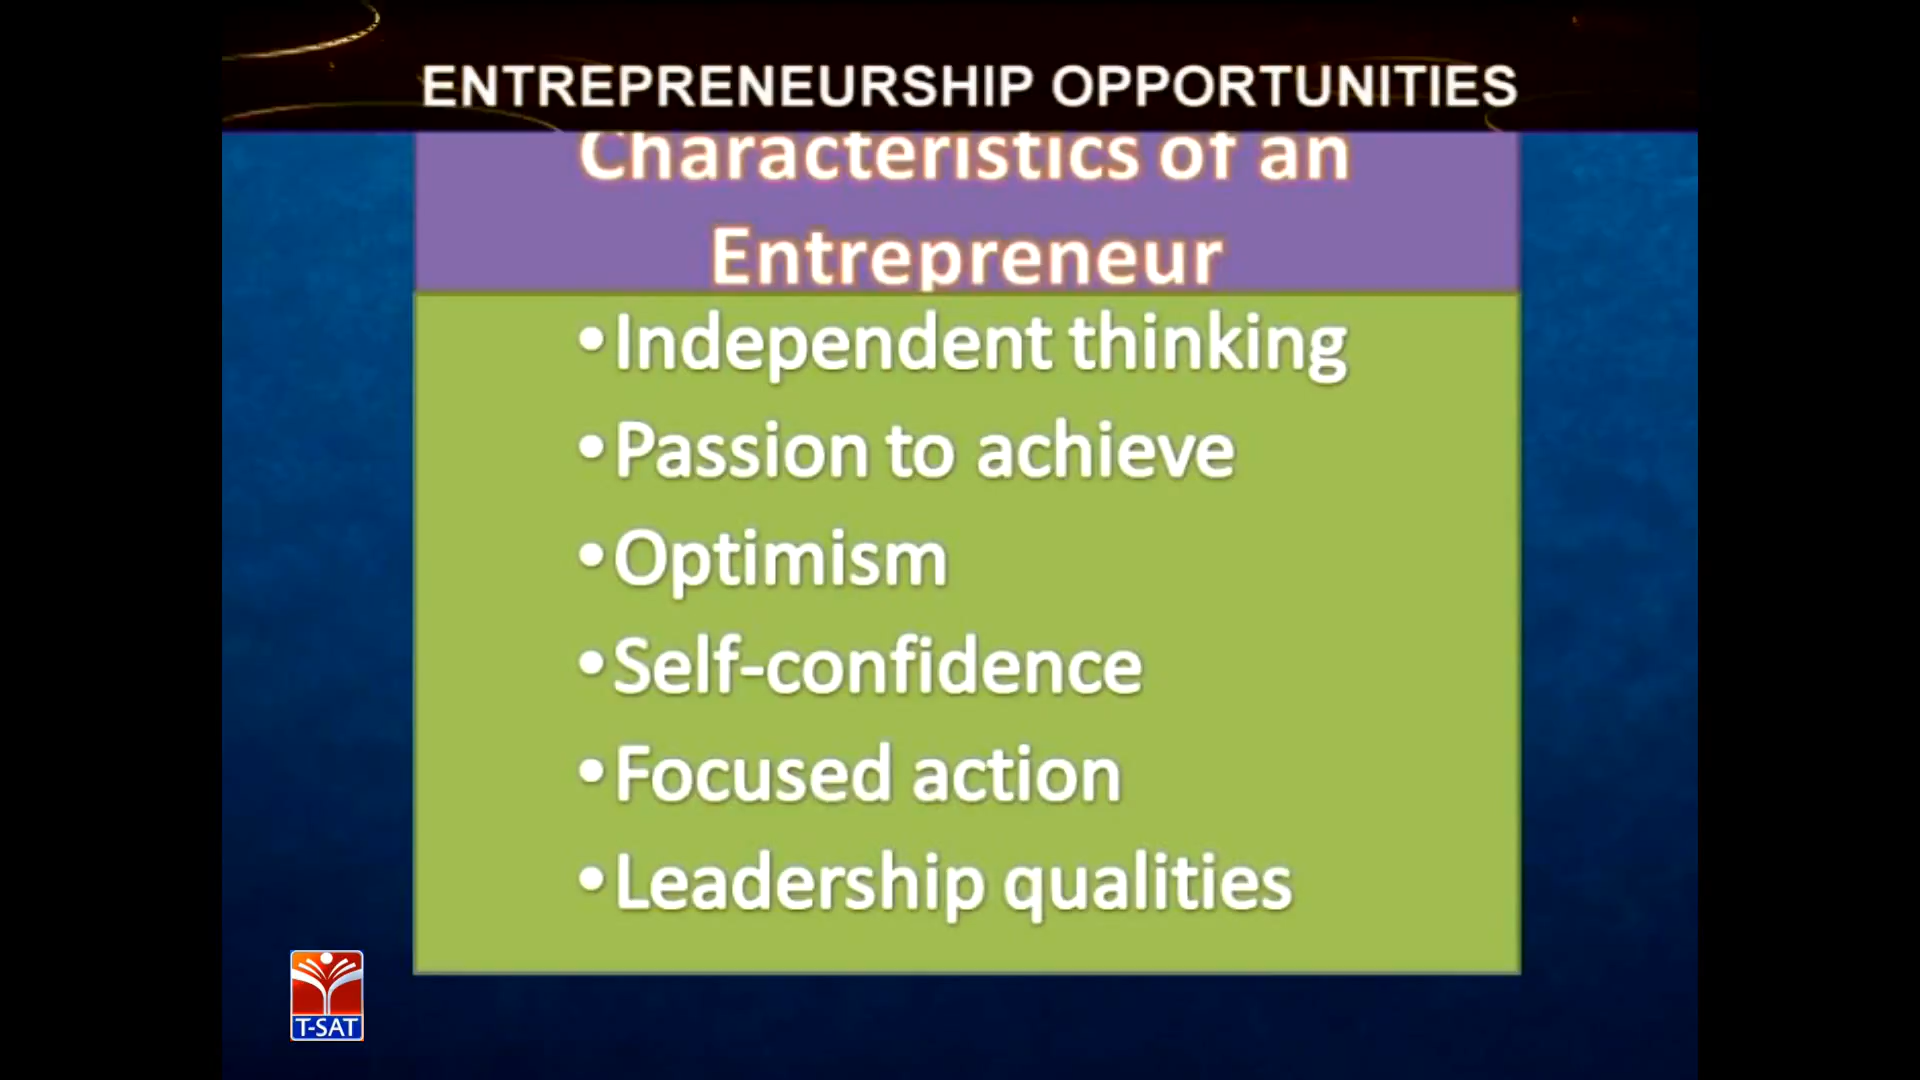 ENTREPRENEURSHIP OPPORTUNITIES
Characteristics of an
Entrepreneur
•Independent thinking
•Passion to achieve
•Optimism
•Self-confidence
•Focused action
•Leadership qualities
T-SAT